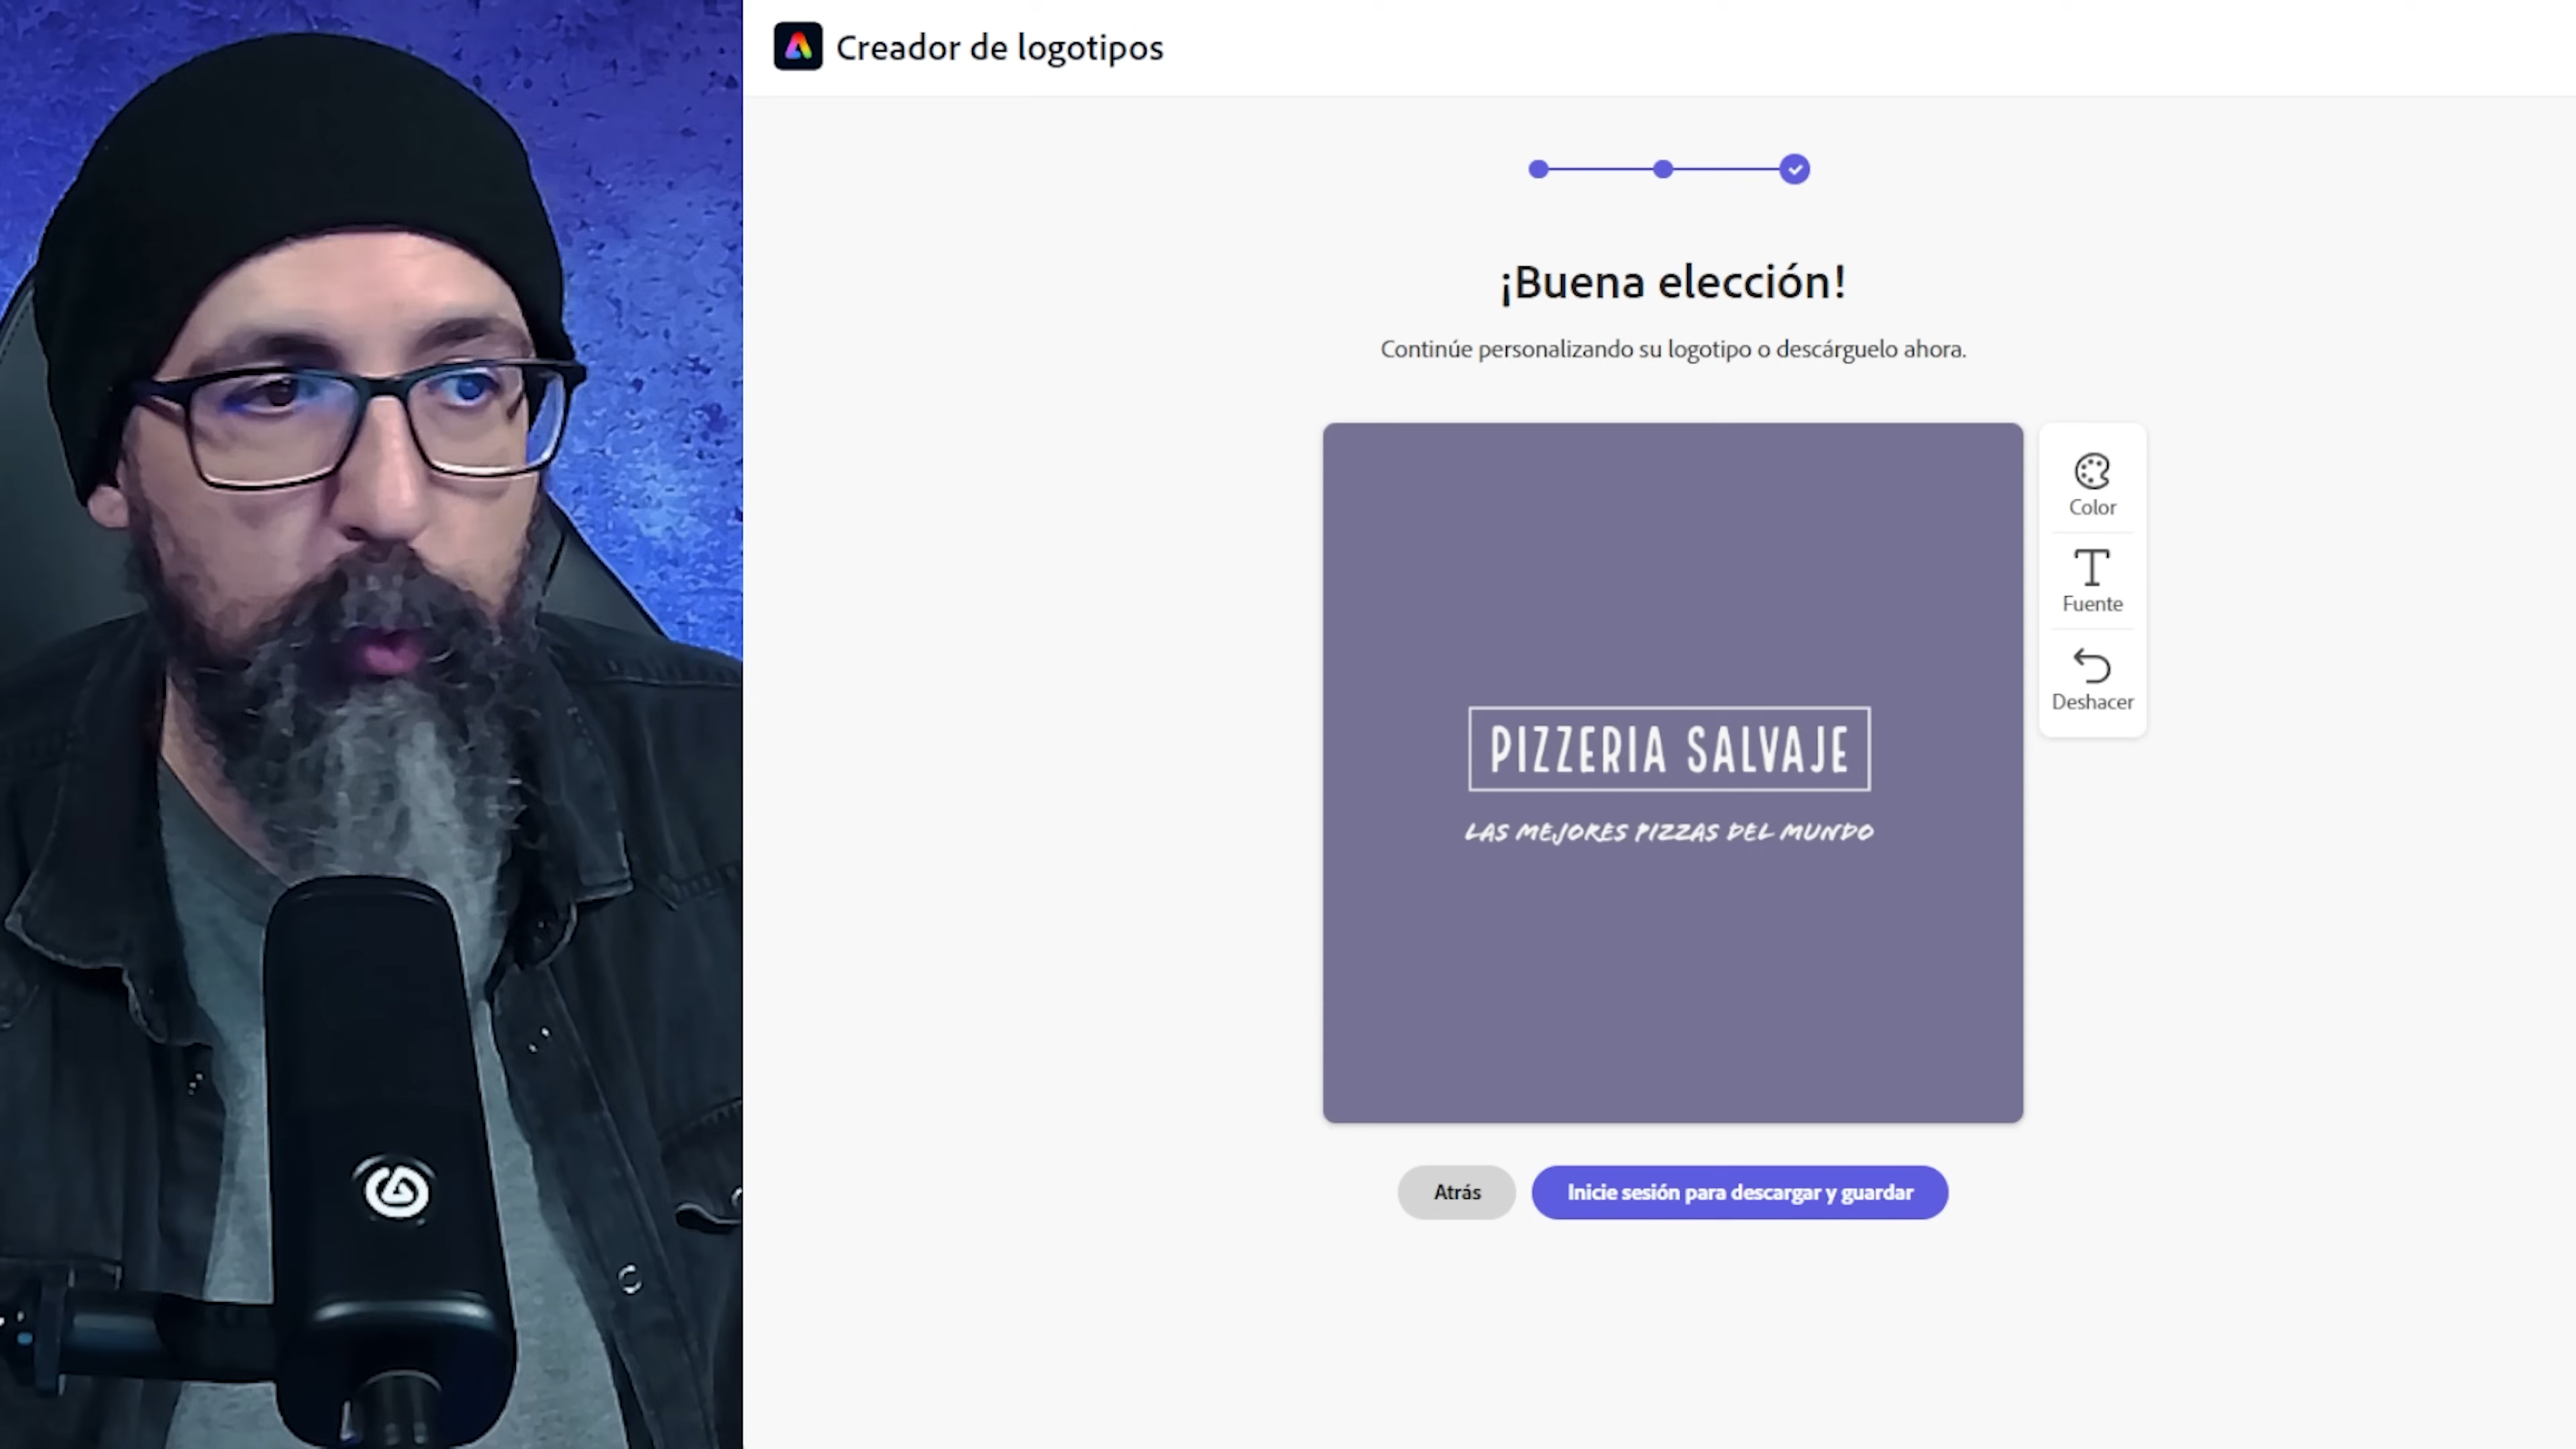 Creador de logotipos
¡Buena elección!
Continúe personalizando su logotipo o descárguelo ahora.
Color
Fuente
Deshacer
PIZZERIA SALVAJE
LAS MEJORES PIZZAS DEL MUNDO
Atrás
Inicie sesión para descargar y guardar